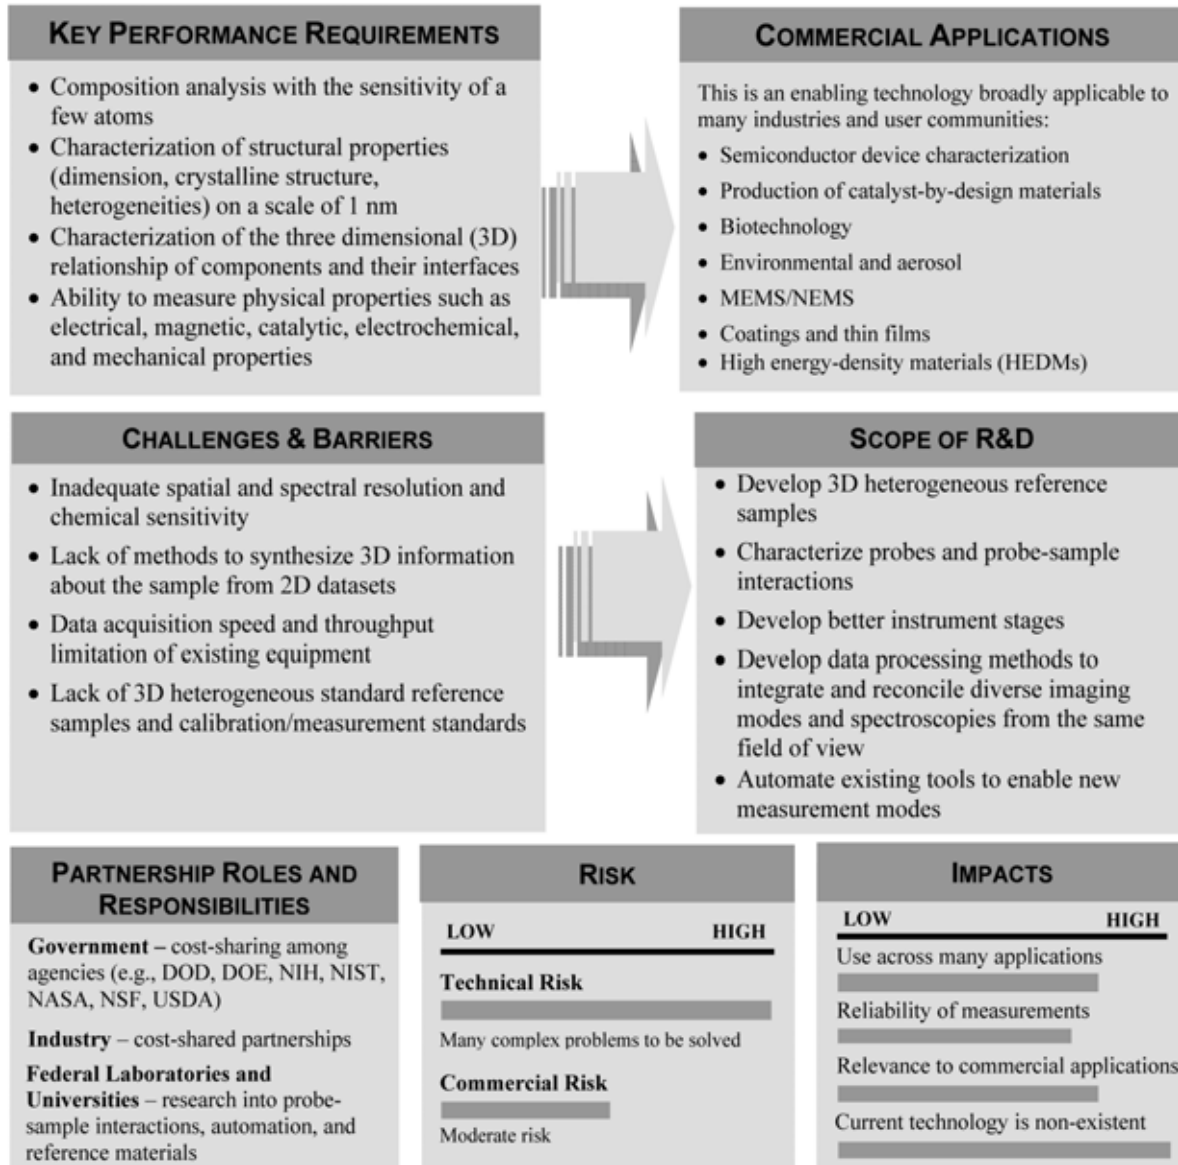 KEY PERFORMANCE REQUIREMENTS
• Composition analysis with the sensitivity of a
few atoms
• Characterization of structural properties
(dimension, crystalline structure,
heterogeneities) on a scale of 1 nm
• Characterization of the three dimensional (3D)
relationship of components and their interfaces
• Ability to measure physical properties such as
electrical, magnetic, catalytic, electrochemical,
and mechanical properties
COMMERCIAL APPLICATIONS
This is an enabling technology broadly applicable to
many industries and user communities:
• Semiconductor device characterization
• Production of catalyst-by-design materials
• Biotechnology
• Environmental and aerosol
• MEMS/NEMS
• Coatings and thin films
• High energy-density materials (HEDMs)
CHALLENGES & BARRIERS
• Inadequate spatial and spectral resolution and
chemical sensitivity
• Lack of methods to synthesize 3D information
about the sample from 2D datasets
• Data acquisition speed and throughput
limitation of existing equipment
• Lack of 3D heterogeneous standard reference
samples and calibration/measurement standards
SCOPE OF R&D
• Develop 3D heterogeneous reference
samples
• Characterize probes and probe-sample
interactions
• Develop better instrument stages
• Develop data processing methods to
integrate and reconcile diverse imaging
modes and spectroscopies from the same
field of view
• Automate existing tools to enable new
measurement modes
PARTNERSHIP ROLES AND
RESPONSIBILITIES
Government – cost-sharing among
agencies (e.g., DOD, DOE, NIH, NIST,
NASA, NSF, USDA)
Industry – cost-shared partnerships
Federal Laboratories and
Universities – research into probe-
sample interactions, automation, and
reference materials
RISK
LOW HIGH
Technical Risk
Many complex problems to be solved
Commercial Risk
Moderate risk
IMPACTS
LOW HIGH
Use across many applications
Reliability of measurements
Relevance to commercial applications
Current technology is non-existent